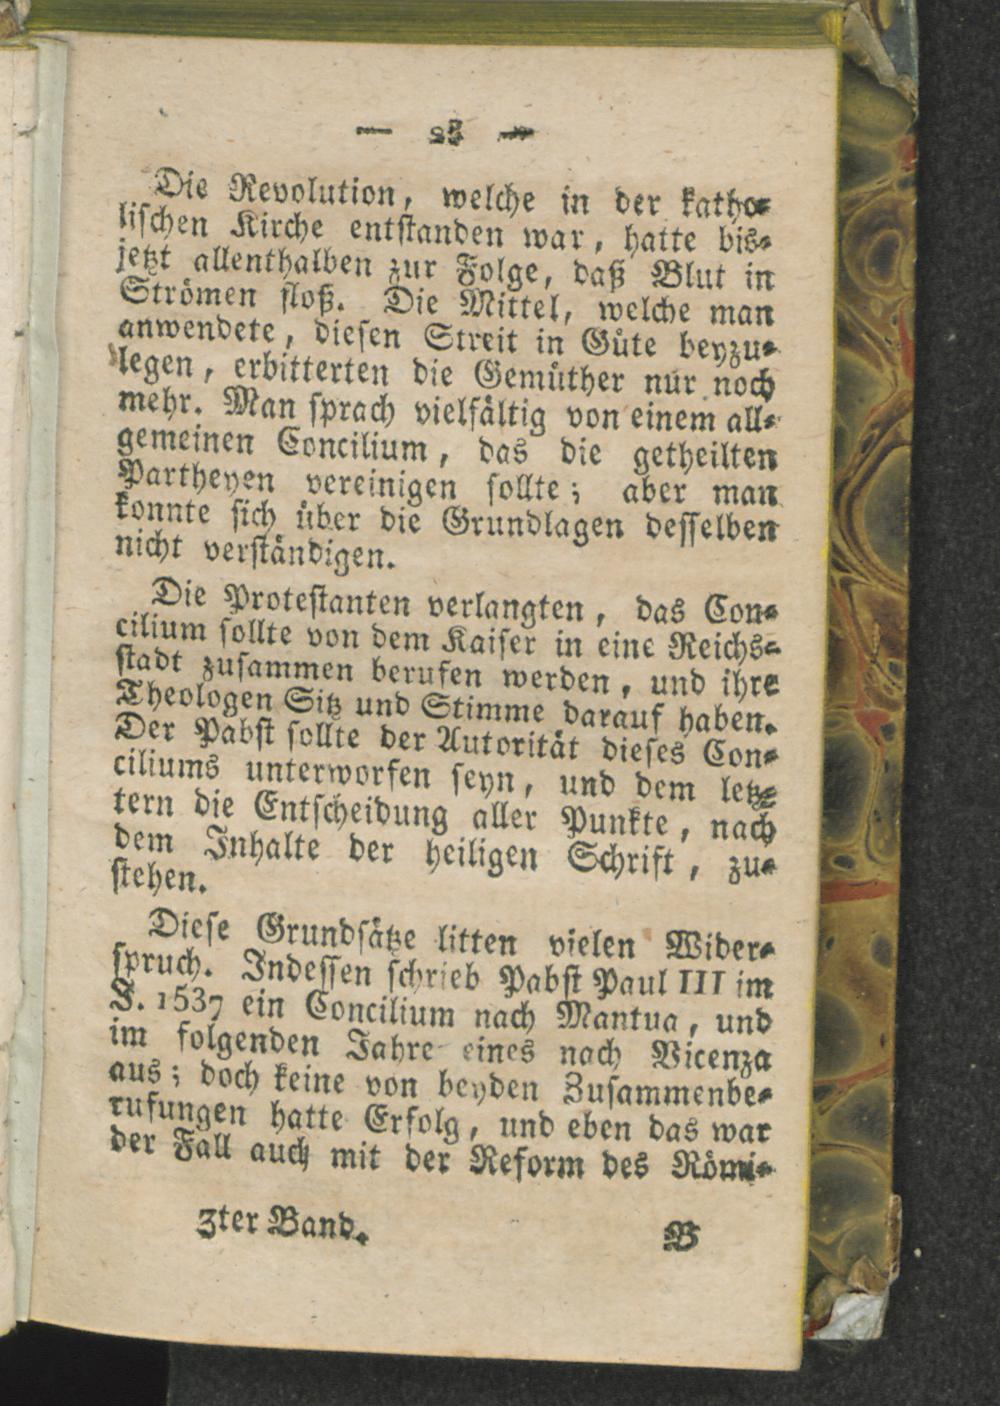 Die Revolution, welche in der katho-
lischen Kirche entstanden war, hatte bis-
jetzt allenthalben zur Folge, daß Blut in
Strömen floß. Die Mittel, welche man
anwendete, diesen Streit in Güte beyzu-
legen, erbitterten die Gemüther nur noch
mehr. Man sprach vielfältig von einem all-
gemeinen Concilium, das die getheilten
Partheyen vereinigen sollte; aber man
konnte sich über die Grundlagen desselben
nicht verständigen.
Die Protestanten verlangten, das Con-
cilium sollte von dem Kaiser in eine Reichs-
stadt zusammen berufen werden, und ihre
Theologen Sitz und Stimme darauf haben.
Der Pabst sollte der Autorität dieses Con-
ciliums unterworfen seyn, und dem letz-
tern die Entscheidung aller Punkte, nach
dem Inhalte der heiligen Schrift, zu-
stehen.
Diese Grundsätze litten vielen Wider-
spruch. Indessen schrieb Pabst Paul III im
J. 1537 ein Concilium nach Mantua, und
im folgenden Jahre eines nach Vicenza
aus; doch keine von beyden Zusammenbe-
rufungen hatte Erfolg, und eben das war
der Fall auch mit der Reform des Römi-
3ter Band.
B